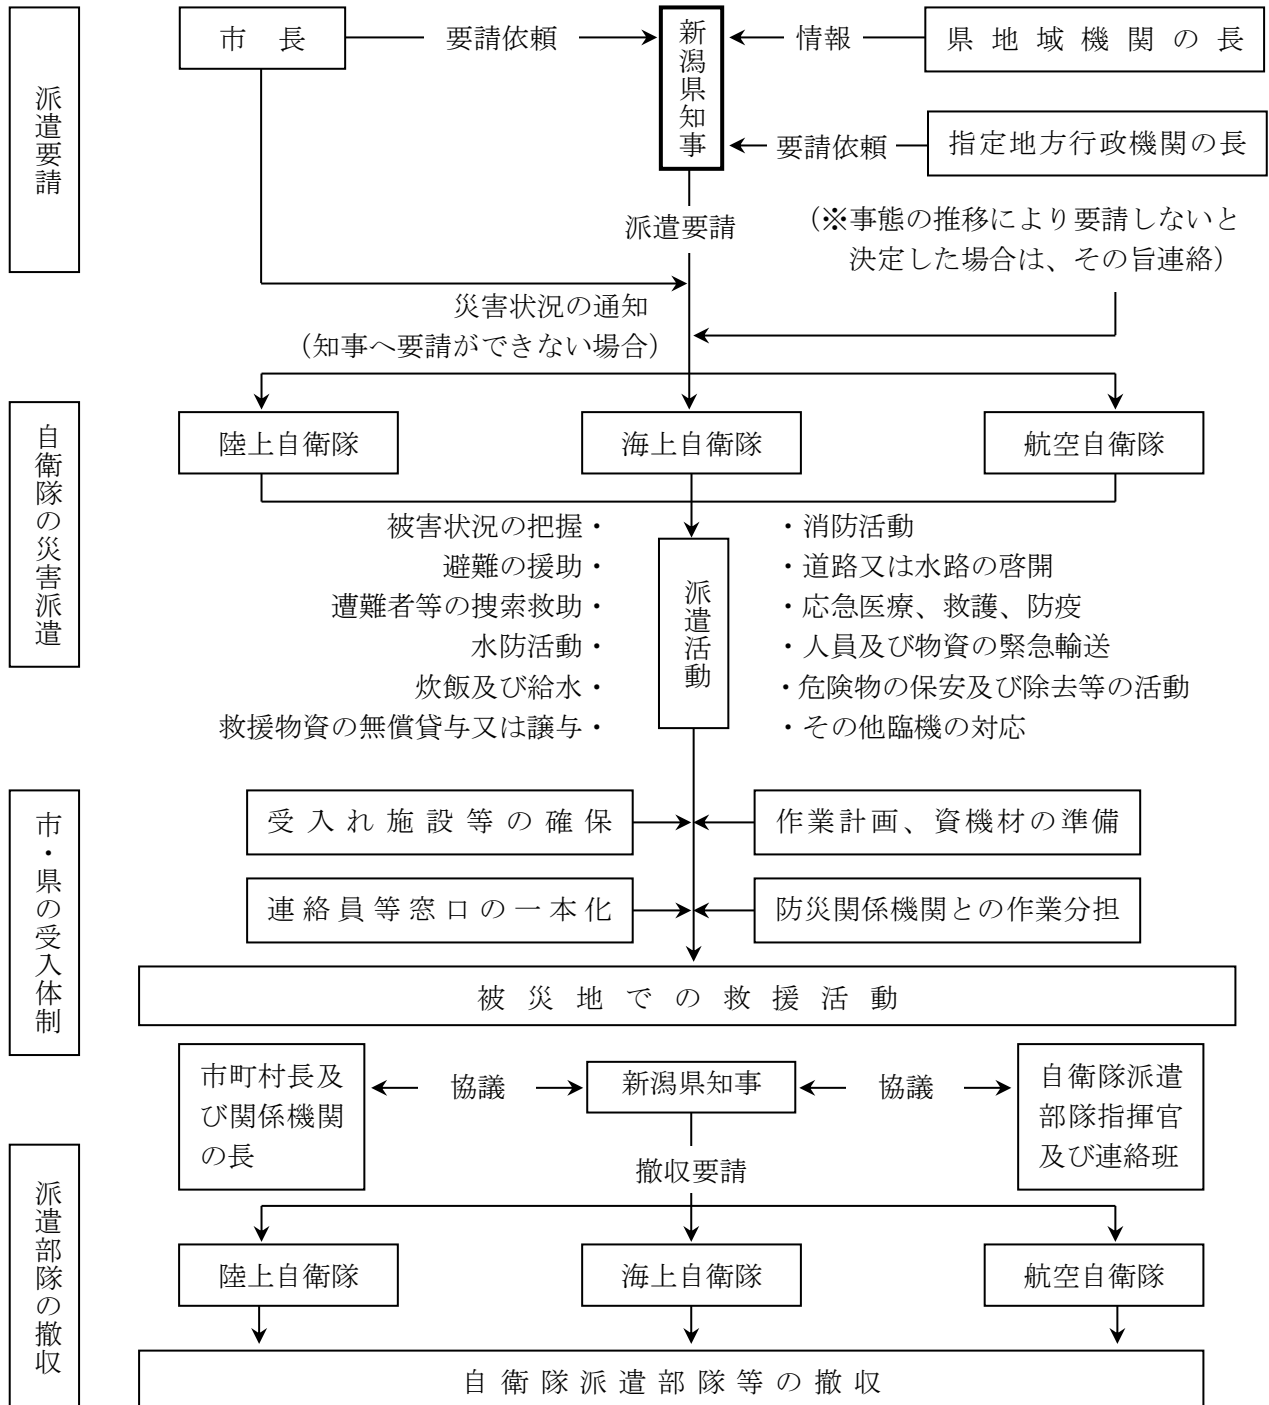 派遣要請
市長
要請依頼
新潟県知事
情報
県地域機関の長
要請依頼
指定地方行政機関の長
派遣要請
（※事態の推移により要請しないと
決定した場合は、その旨連絡）
災害状況の通知
（知事へ要請ができない場合）
自衛隊の災害派遣
陸上自衛隊
海上自衛隊
航空自衛隊
被害状況の把握・
避難の援助・
遭難者等の捜索救助・
水防活動・
炊飯及び給水・
救援物資の無償貸与又は譲与・
派遣活動
・消防活動
・道路又は水路の啓開
・応急医療、救護、防疫
・人員及び物資の緊急輸送
・危険物の保安及び除去等の活動
・その他臨機の対応
市・県の受入体制
受入れ施設等の確保
作業計画、資機材の準備
連絡員等窓口の一本化
防災関係機関との作業分担
被災地での救援活動
市町村長及
び関係機関
の長
協議
新潟県知事
協議
自衛隊派遣
部隊指揮官
及び連絡班
撤収要請
派遣部隊の撤収
陸上自衛隊
海上自衛隊
航空自衛隊
自衛隊派遣部隊等の撤収